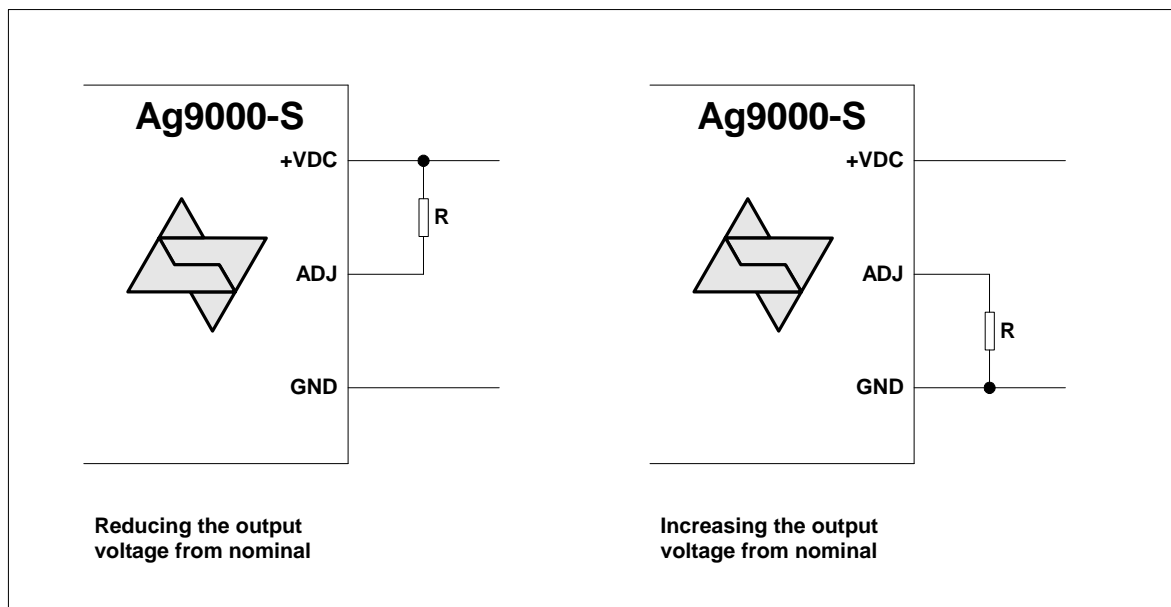 Ag9000-S
+VDC
R
ADJ
GND
Reducing the output
voltage from nominal
Ag9000-S
+VDC
ADJ
R
GND
Increasing the output
voltage from nominal